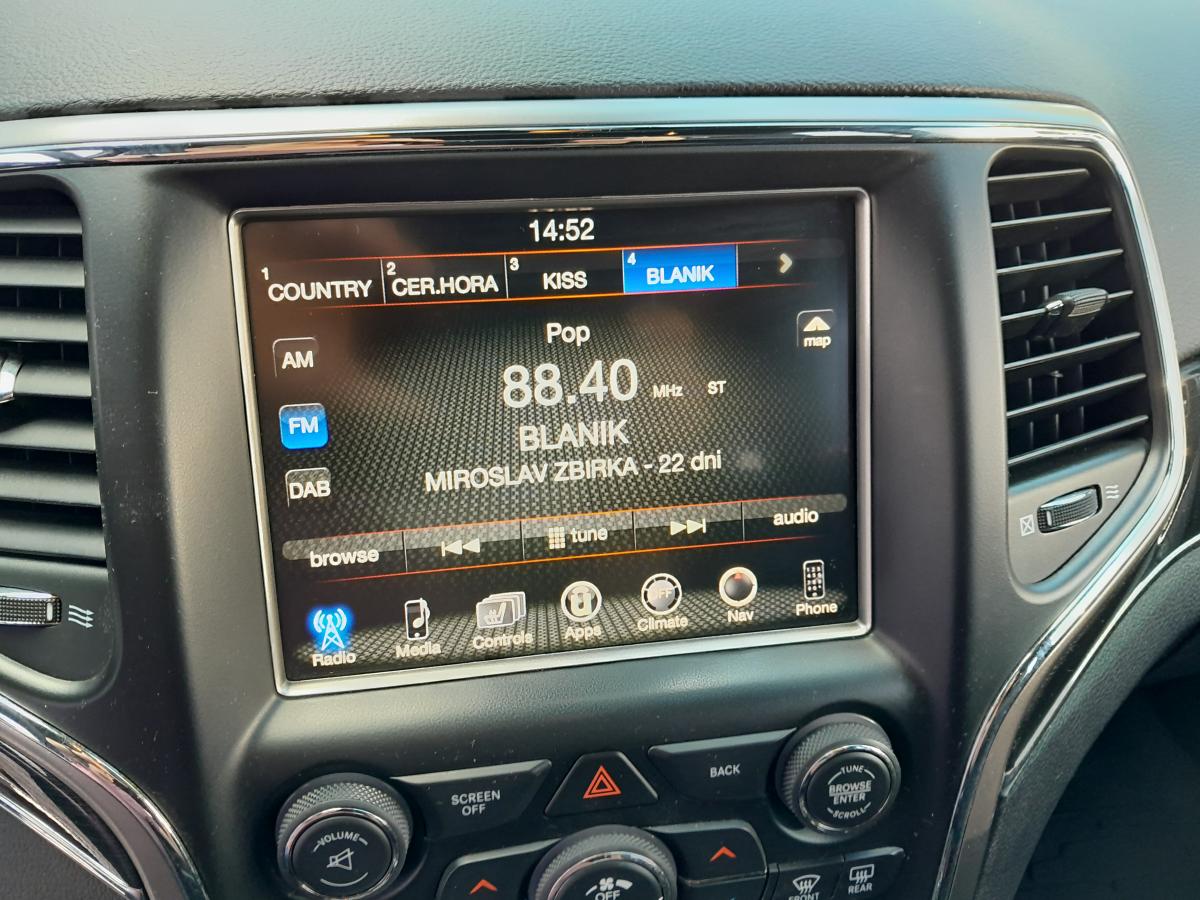 14:52
1 COUNTRY 2 CER.HORA 3 KISS 4 BLANIK
Pop
map
AM
88.40 MHz ST
FM
BLANIK
MIROSLAV ZBIRKA - 22 dni
DAB
browse tune audio
Radio Media Controls Apps OFF Climate Nav Phone
SCREEN OFF
BACK
TUNE
BROWSE
ENTER
SCROLL
VOLUME
OFF
FRONT
REAR